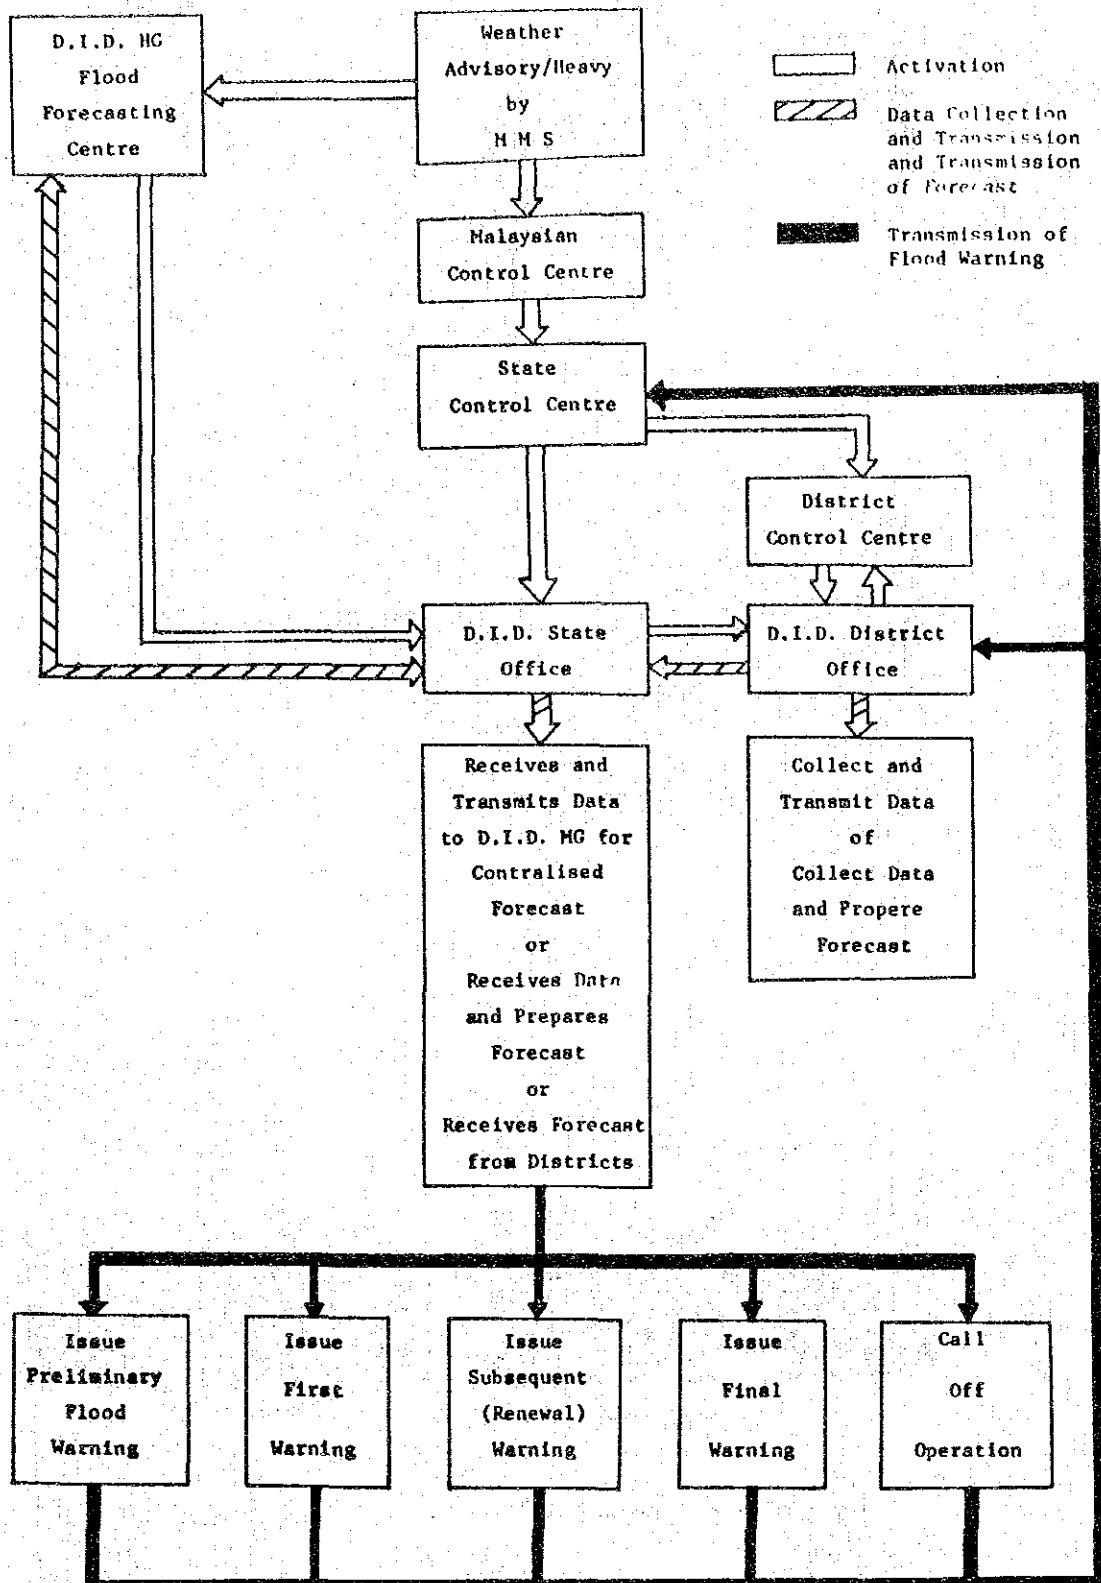 D.I.D. HG
Flood
Forecasting
Centre
Weather
Advisory/Heavy
by
M M S
Activation
Data Collection
and Transmission
and Transmission
of Forecast
Transmission of
Flood Warning
Malaysian
Control Centre
State
Control Centre
District
Control Centre
D.I.D. State
Office
D.I.D. District
Office
Receives and
Transmits Data
to D.I.D. HG for
Contralised
Forecast
or
Receives Data
and Prepares
Forecast
or
Receives Forecast
from Districts
Collect and
Transmit Data
of
Collect Data
and Propere
Forecast
Issue
Preliminary
Flood
Warning
Issue
First
Warning
Issue
Subsequent
(Renewal)
Warning
Issue
Final
Warning
Call
Off
Operation